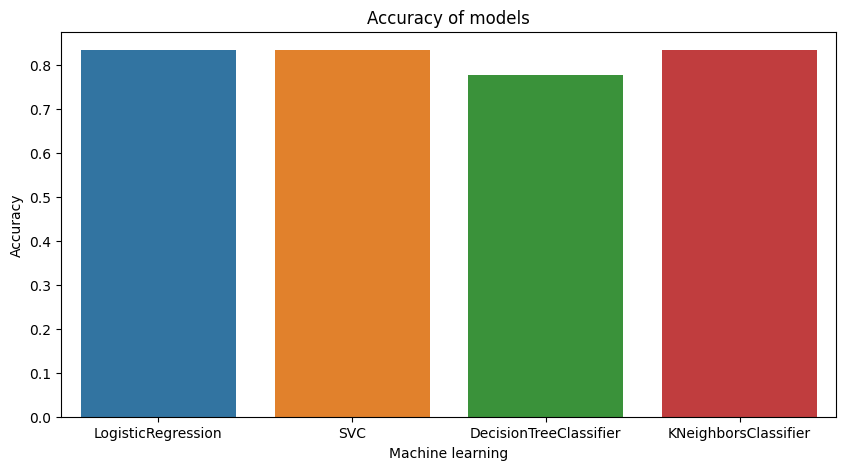 Accuracy of models
Accuracy
0.8
0.7
0.6
0.5
0.4
0.3
0.2
0.1
0.0
LogisticRegression SVC DecisionTreeClassifier KNeighborsClassifier
Machine learning